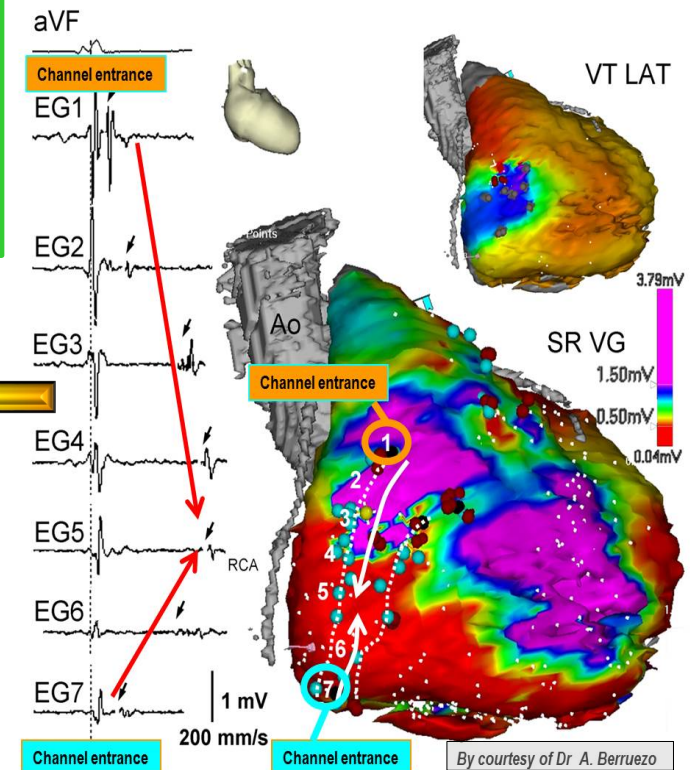 aVF
Channel entrance
EG1
EG2
EG3
EG4
EG5
EG6
EG7
1 mV
200 mm/s
Channel entrance
VT LAT
Points
Ao
RCA
Channel entrance
3.79mV
SR VG
1.50mV
0.50mV
0.04mV
1
2
3
4
5
6
7
Channel entrance
By courtesy of Dr A. Berruezo